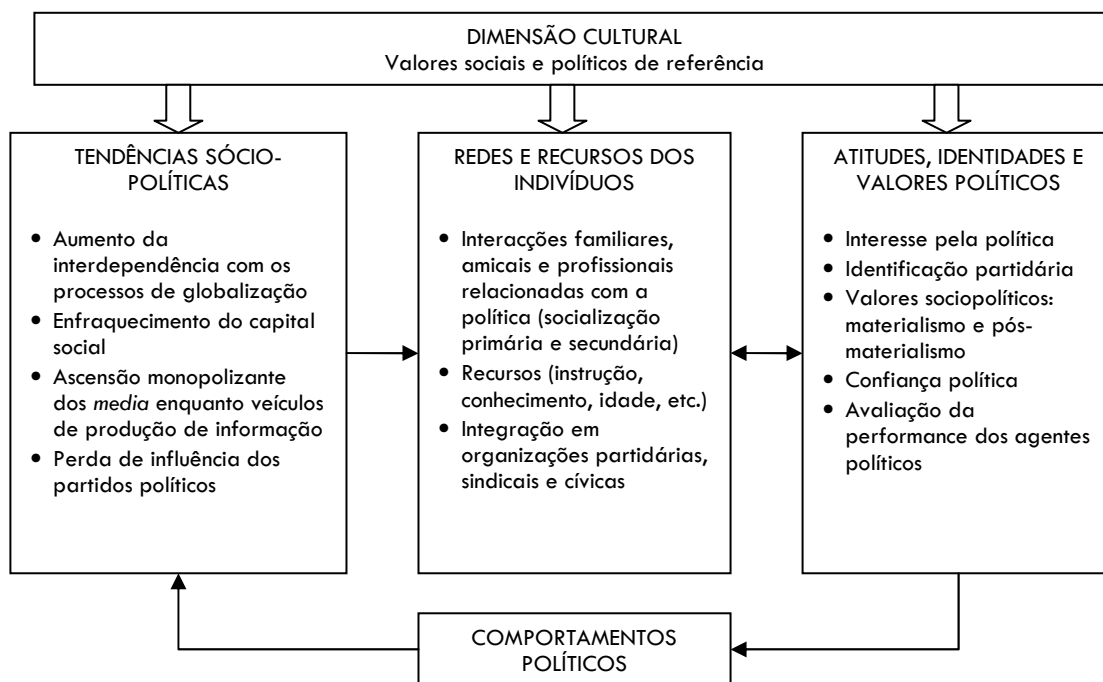 DIMENSÃO CULTURAL
Valores sociais e políticos de referência
TENDÊNCIAS SÓCIO-
POLÍTICAS
• Aumento da
interdependência com os
processos de globalização
• Enfraquecimento do capital
social
• Ascensão monopolizante
dos media enquanto veículos
de produção de informação
• Perda de influência dos
partidos políticos
REDES E RECURSOS DOS
INDIVÍDUOS
• Interacções familiares,
amicais e profissionais
relacionadas com a
política (socialização
primária e secundária)
• Recursos (instrução,
conhecimento, idade, etc.)
• Integração em
organizações partidárias,
sindicais e cívicas
ATITUDES, IDENTIDADES E
VALORES POLÍTICOS
• Interesse pela política
• Identificação partidária
• Valores sociopolíticos:
materialismo e pós-
materialismo
• Confiança política
• Avaliação da
performance dos agentes
políticos
COMPORTAMENTOS
POLÍTICOS